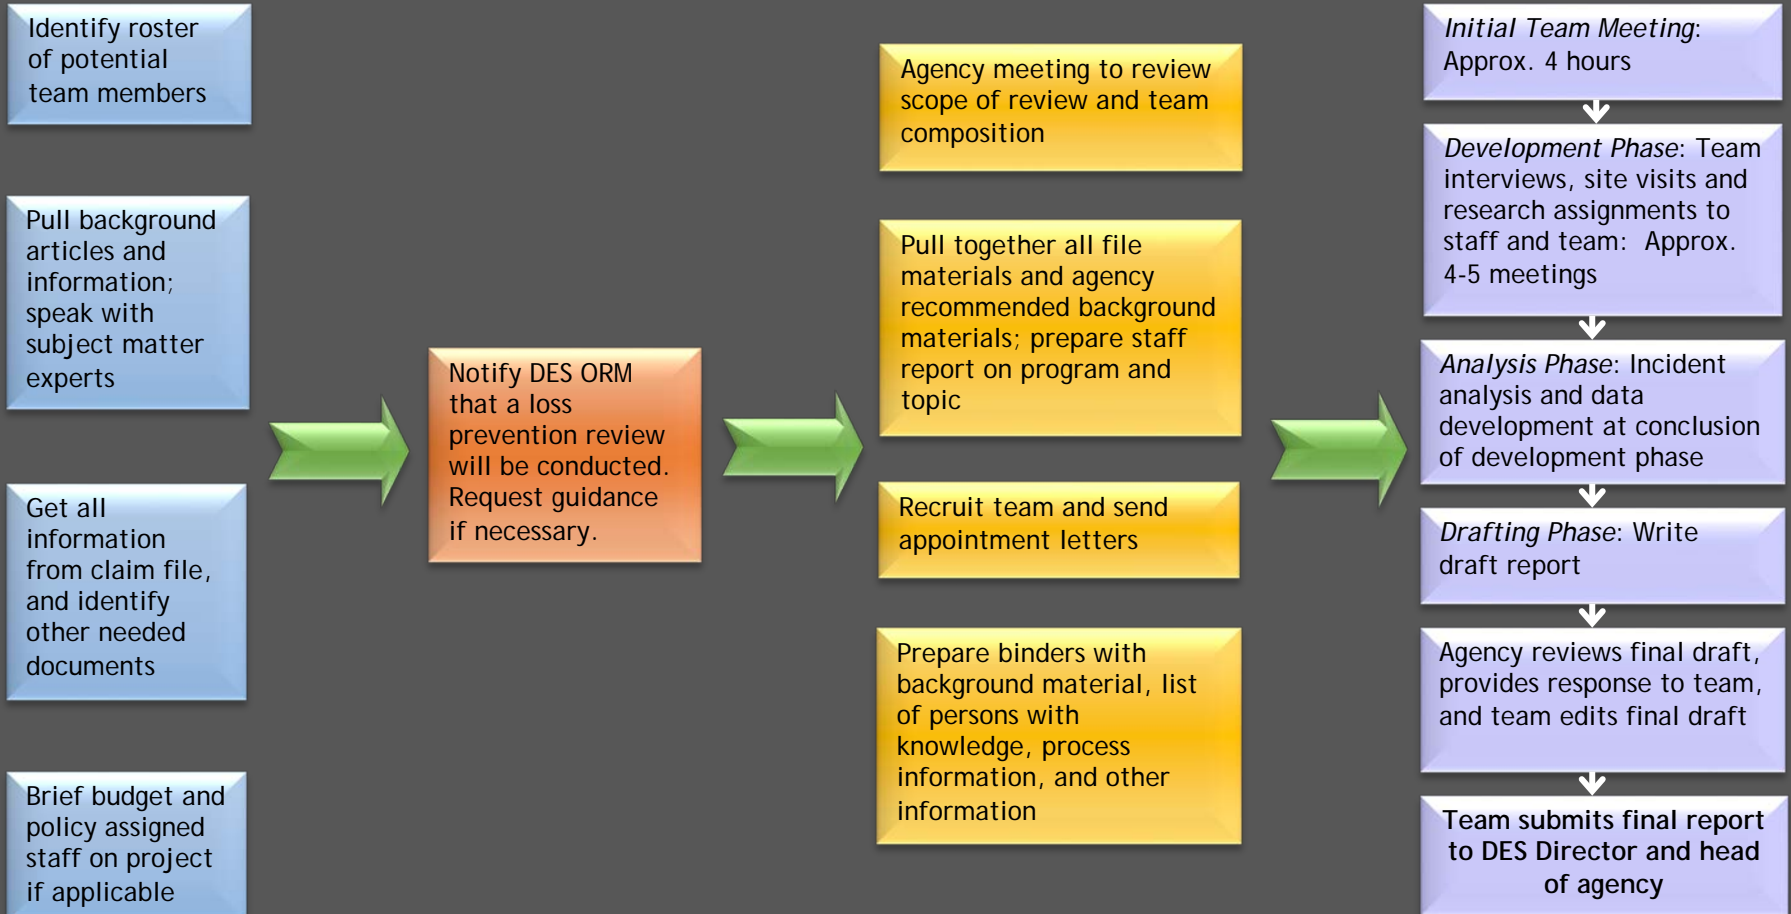 Identify roster
of potential
team members
Pull background
articles and
information;
speak with
subject matter
experts
Get all
information
from claim file,
and identify
other needed
documents
Brief budget and
policy assigned
staff on project
if applicable
Notify DES ORM
that a loss
prevention review
will be conducted.
Request guidance
if necessary.
Agency meeting to review
scope of review and team
composition
Pull together all file
materials and agency
recommended background
materials; prepare staff
report on program and
topic
Recruit team and send
appointment letters
Prepare binders with
background material, list
of persons with
knowledge, process
information, and other
information
Initial Team Meeting:
Approx. 4 hours
Development Phase: Team
interviews, site visits and
research assignments to
staff and team: Approx.
4-5 meetings
Analysis Phase: Incident
analysis and data
development at conclusion
of development phase
Drafting Phase: Write
draft report
Agency reviews final draft,
provides response to team,
and team edits final draft
Team submits final report
to DES Director and head
of agency